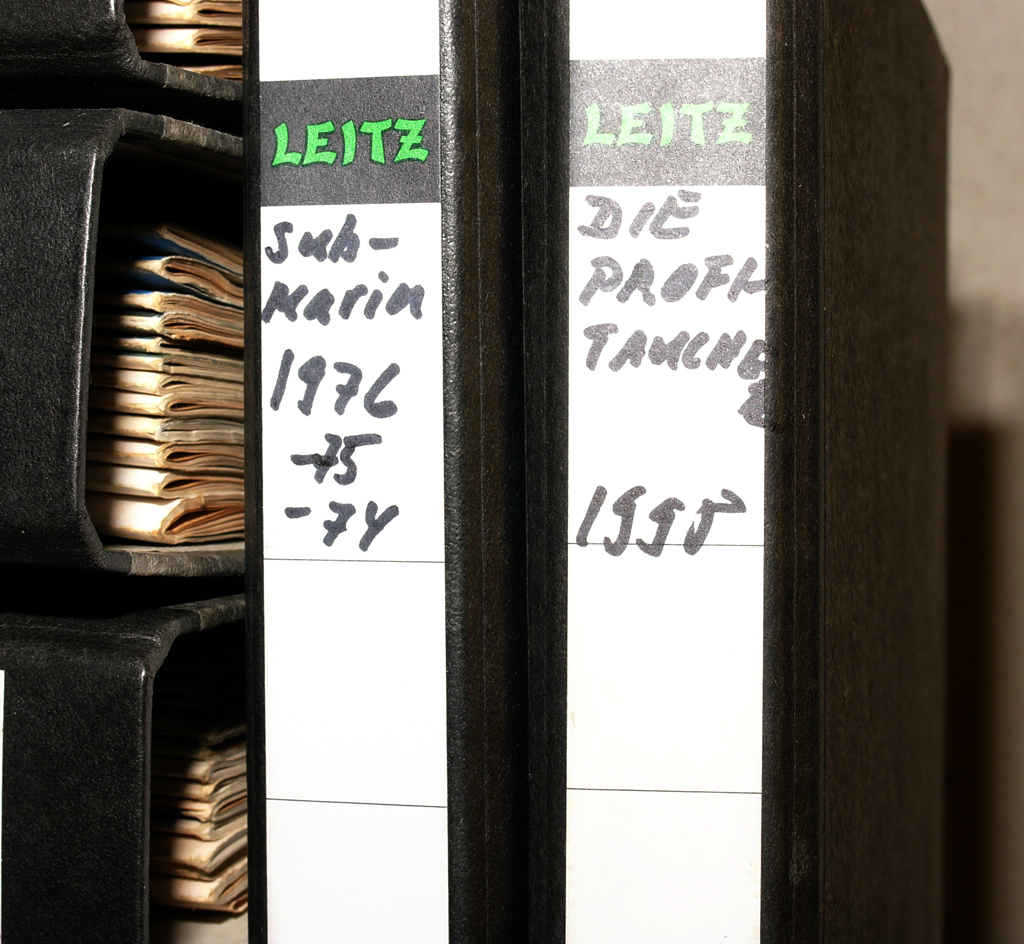 LEITZ
sub-
marin
1976
-75
-74
LEITZ
DIE
PROFI-
TAUCHE
R
1995